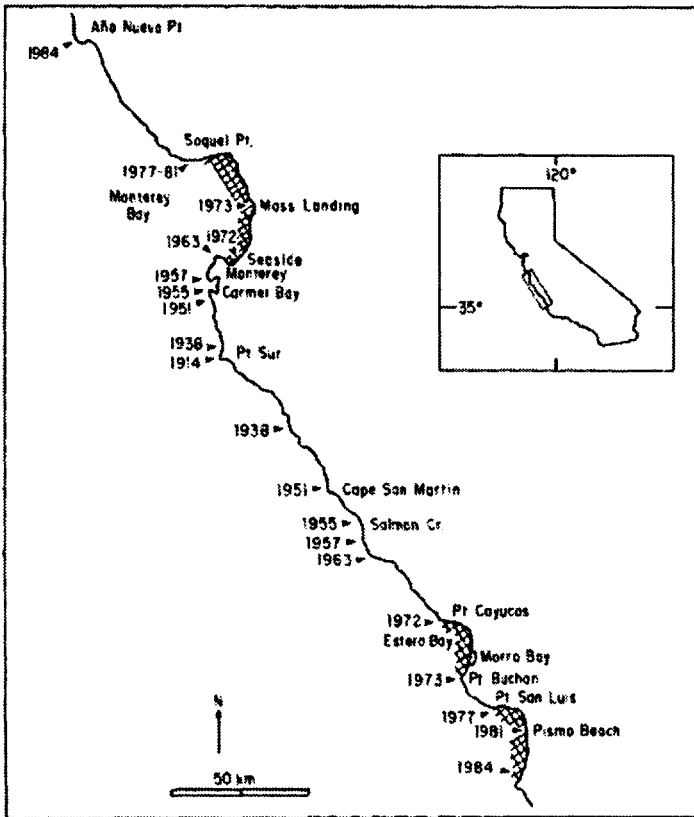 Año Nuevo Pt
1984
Soquel Pt.
1977-81
Monterey
Bay
1973
Moss Landing
1972
1963
Seaside
1957
Monterey
1955
Carmel Bay
1951
1938
1914
Pt Sur
1938
1951
Cape San Martin
1955
Salmon Cr.
1957
1963
Pt Cayucos
1972
Estero Bay
Morro Bay
1973
Pt Buchon
Pt San Luis
1977
1981
Pismo Beach
1984
N
50 km
120°
35°